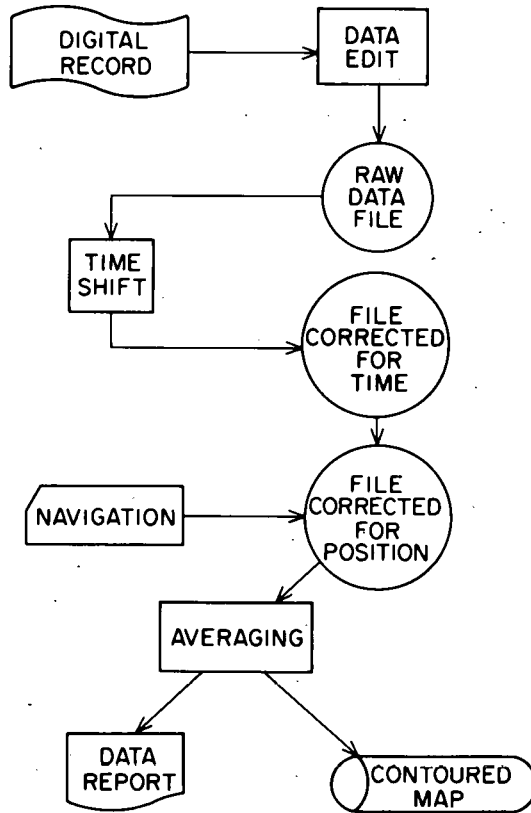 DIGITAL
RECORD
DATA
EDIT
RAW
DATA
FILE
TIME
SHIFT
FILE
CORRECTED
FOR
TIME
NAVIGATION
FILE
CORRECTED
FOR
POSITION
AVERAGING
DATA
REPORT
CONTOURED
MAP